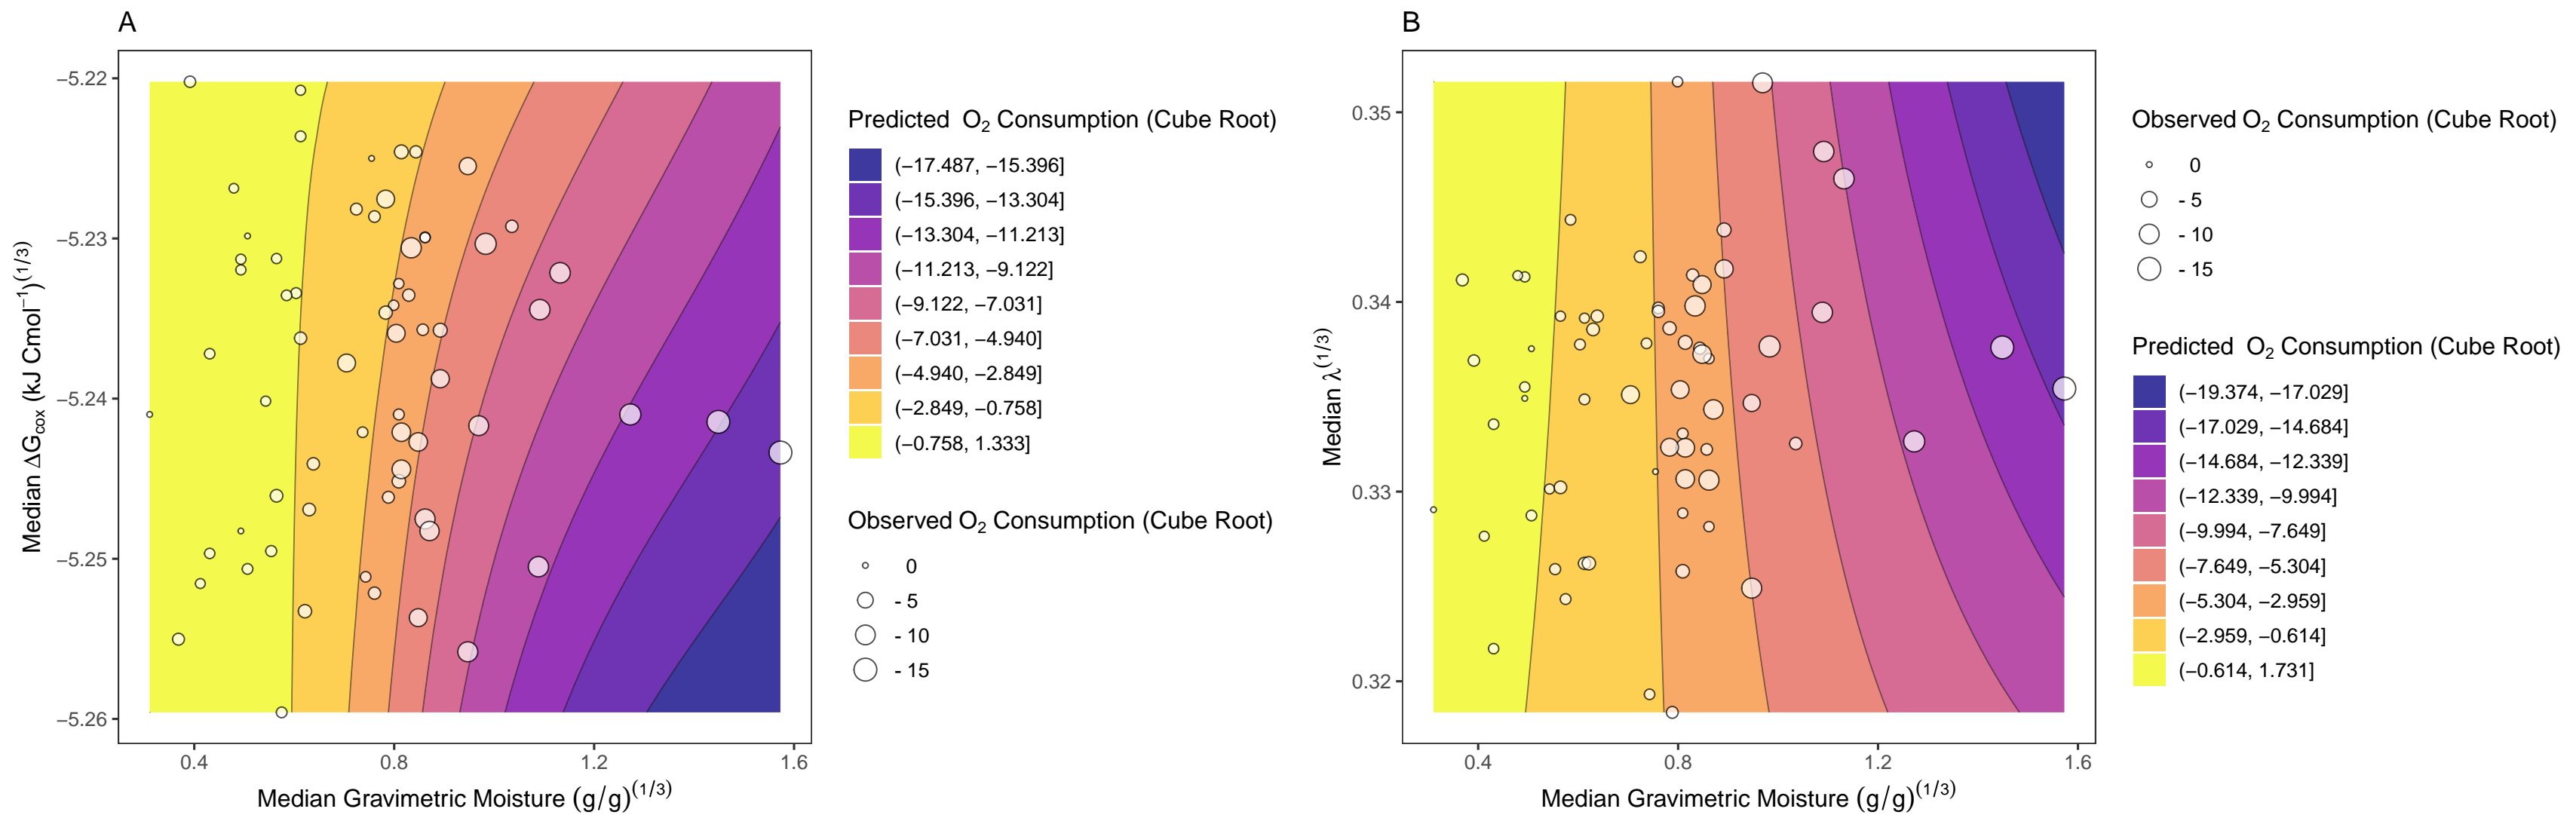 A
−5.22
−5.23
−5.24
−5.25
−5.26
0.4 0.8 1.2 1.6
Median Gravimetric Moisture (g/g)^(1/3)
Median ΔG_cox (kJ Cmol^−1)^(1/3)
Predicted O₂ Consumption (Cube Root)
(−17.487, −15.396]
(−15.396, −13.304]
(−13.304, −11.213]
(−11.213, −9.122]
(−9.122, −7.031]
(−7.031, −4.940]
(−4.940, −2.849]
(−2.849, −0.758]
(−0.758, 1.333]
Observed O₂ Consumption (Cube Root)
0
- 5
- 10
- 15
B
0.35
0.34
0.33
0.32
0.4 0.8 1.2 1.6
Median Gravimetric Moisture (g/g)^(1/3)
Median λ^(1/3)
Observed O₂ Consumption (Cube Root)
0
- 5
- 10
- 15
Predicted O₂ Consumption (Cube Root)
(−19.374, −17.029]
(−17.029, −14.684]
(−14.684, −12.339]
(−12.339, −9.994]
(−9.994, −7.649]
(−7.649, −5.304]
(−5.304, −2.959]
(−2.959, −0.614]
(−0.614, 1.731]